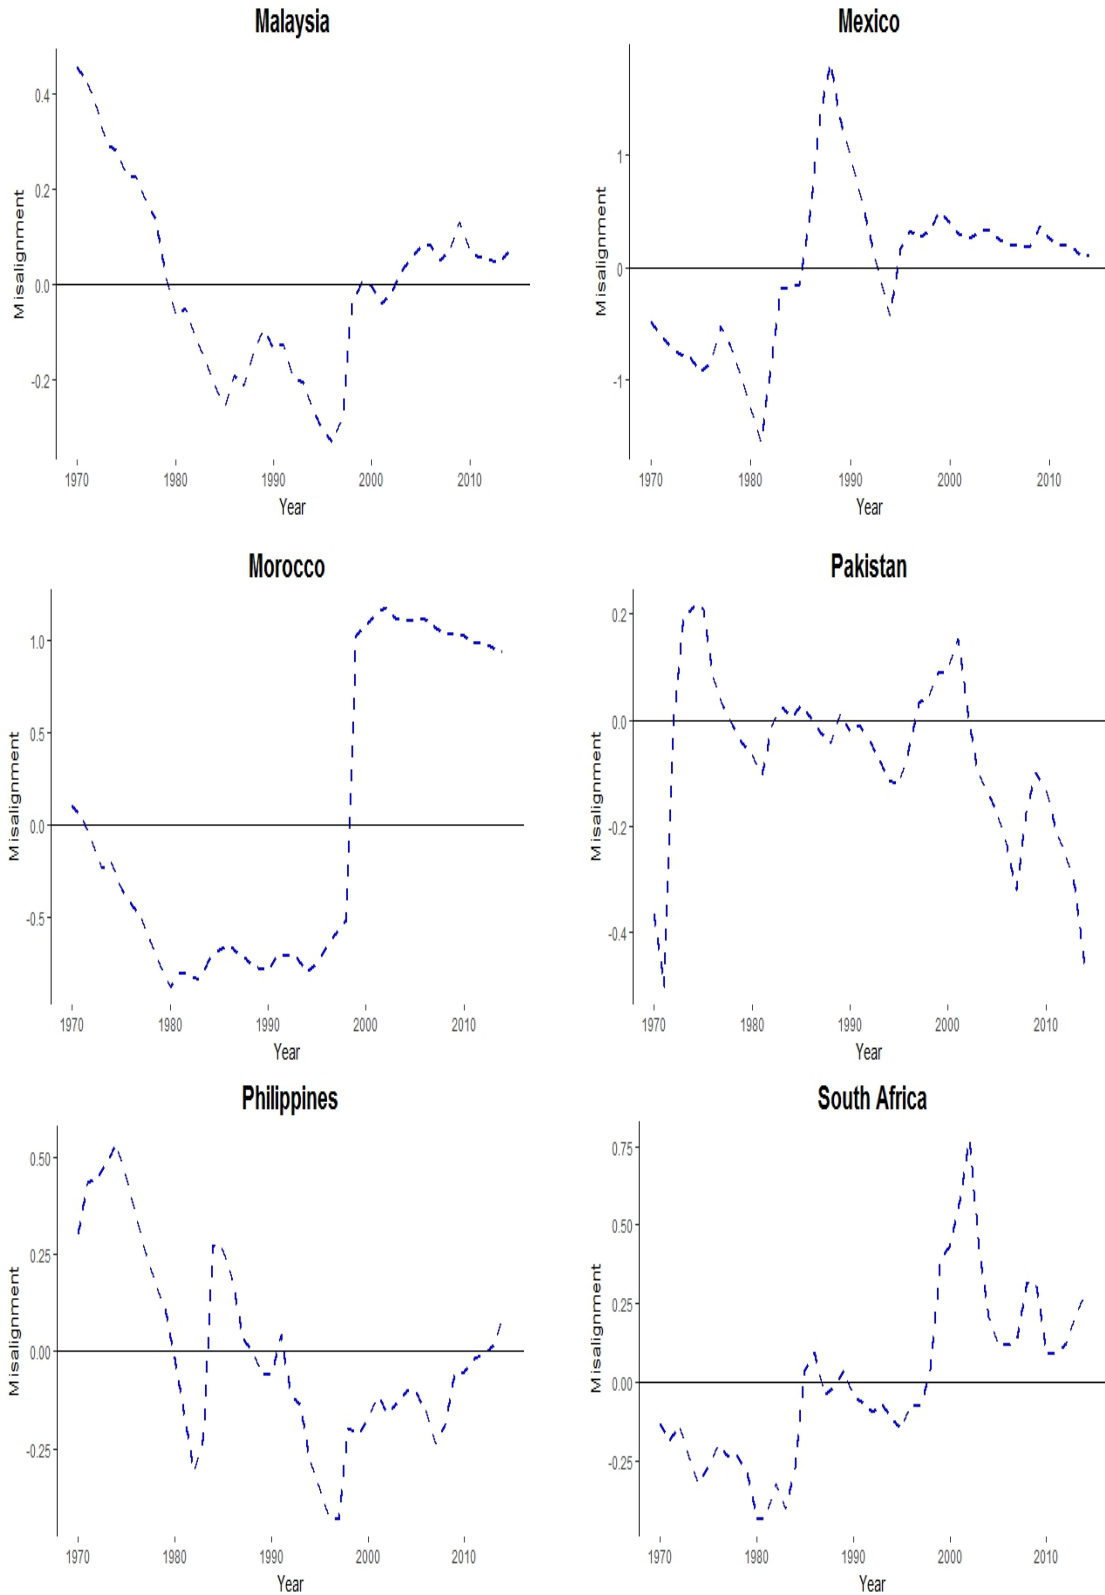 Malaysia
Misalignment
0.4
0.2
0.0
-0.2
1970 1980 1990 2000 2010
Year
Mexico
Misalignment
1
0
-1
1970 1980 1990 2000 2010
Year
Morocco
Misalignment
1.0
0.5
0.0
-0.5
1970 1980 1990 2000 2010
Year
Pakistan
Misalignment
0.2
0.0
-0.2
-0.4
1970 1980 1990 2000 2010
Year
Philippines
Misalignment
0.50
0.25
0.00
-0.25
1970 1980 1990 2000 2010
Year
South Africa
Misalignment
0.75
0.50
0.25
0.00
-0.25
1970 1980 1990 2000 2010
Year